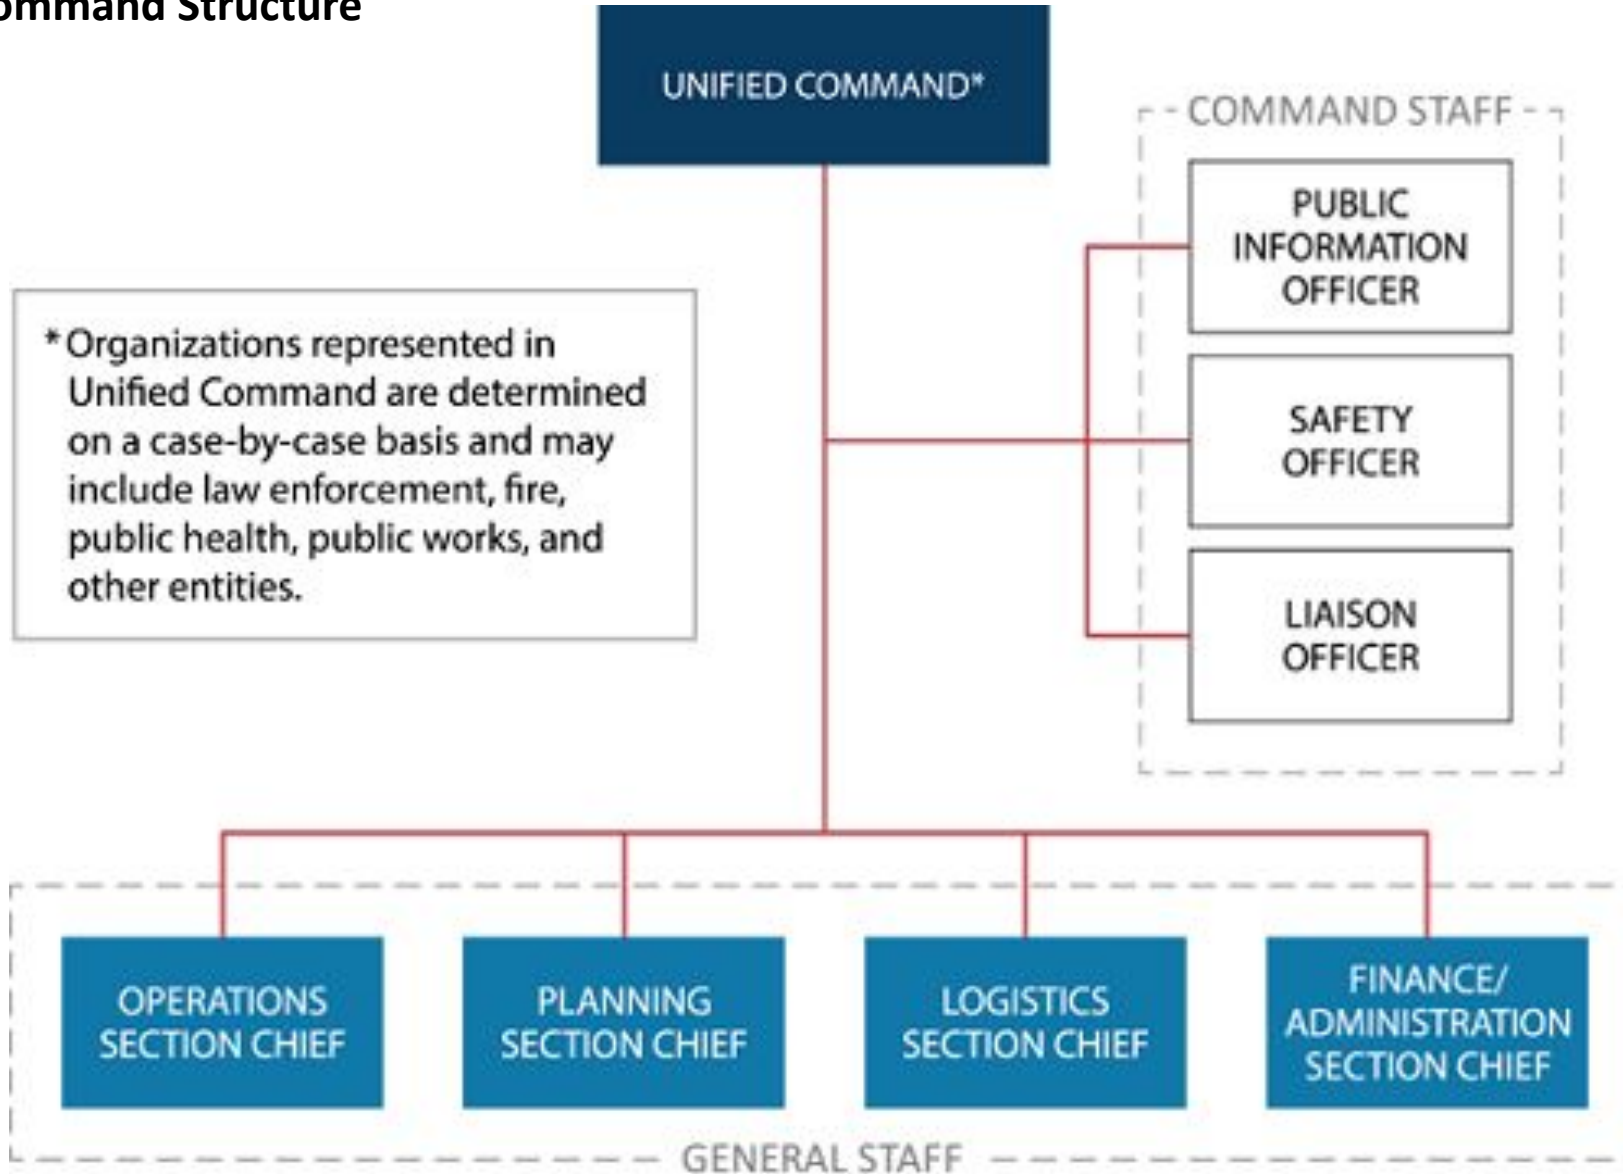 ommand Structure
UNIFIED COMMAND*
COMMAND STAFF
PUBLIC
INFORMATION
OFFICER
SAFETY
OFFICER
LIAISON
OFFICER
* Organizations represented in
Unified Command are determined
on a case-by-case basis and may
include law enforcement, fire,
public health, public works, and
other entities.
OPERATIONS
SECTION CHIEF
PLANNING
SECTION CHIEF
LOGISTICS
SECTION CHIEF
FINANCE/
ADMINISTRATION
SECTION CHIEF
GENERAL STAFF